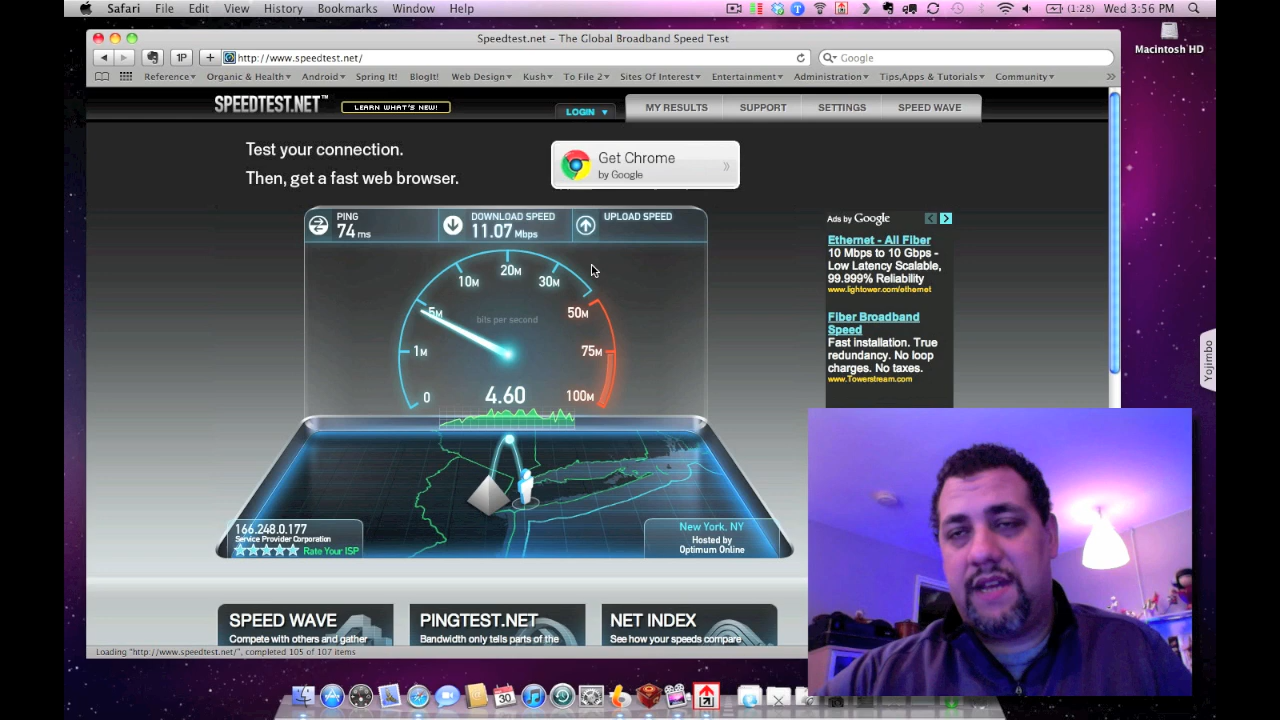 Safari File Edit View History Bookmarks Window Help (1:28) Wed 3:56 PM
Macintosh HD
Speedtest.net – The Global Broadband Speed Test
1P + http://www.speedtest.net/ Google
Reference Organic & Health Android Spring It! BlogIt! Web Design Kush To File 2 Sites Of Interest Entertainment Administration Tips,Apps & Tutorials Community
SPEEDTEST.NET™ LEARN WHAT'S NEW! LOGIN MY RESULTS SUPPORT SETTINGS SPEED WAVE
Test your connection.
Then, get a fast web browser.
Get Chrome
by Google
PING
74 ms
DOWNLOAD SPEED
11.07 Mbps
UPLOAD SPEED
20M
10M 30M
5M 50M
bits per second
1M 75M
0 4.60 100M
Ads by Google
Ethernet - All Fiber
10 Mbps to 10 Gbps -
Low Latency Scalable,
99.999% Reliability
www.lightower.com/ethernet
Fiber Broadband
Speed
Fast installation. True
redundancy. No loop
charges. No taxes.
www.Towerstream.com
Yojimbo
166.248.0.177
Service Provider Corporation
Rate Your ISP
New York, NY
Hosted by
Optimum Online
SPEED WAVE
Compete with others and gather
PINGTEST.NET
Bandwidth only tells parts of the
NET INDEX
See how your speeds compare
Loading "http://www.speedtest.net/", completed 105 of 107 items
30